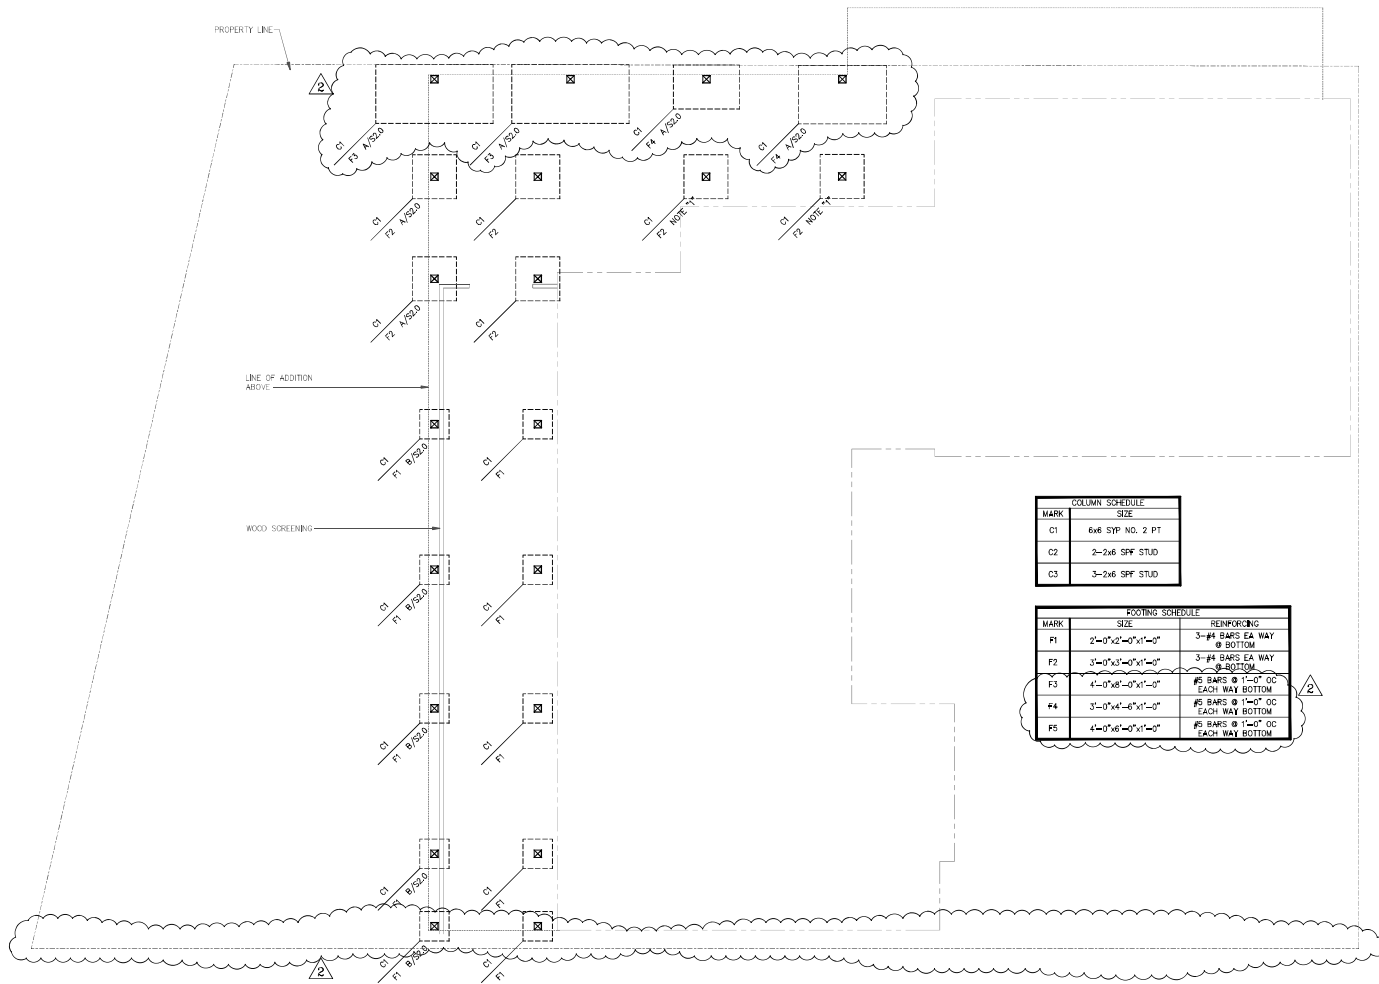 PROPERTY LINE
2
C1
F3 A/S2.0
C1
F3 A/S2.0
C1
F4 A/S2.0
C1
F4 A/S2.0
C1
F2 A/S2.0
C1
F2
C1
F2 NOTE "1"
C1
F2 NOTE "1"
C1
F2 A/S2.0
C1
F2
LINE OF ADDITION
ABOVE
C1
F1 B/S2.0
C1
F1
WOOD SCREENING
C1
F1 B/S2.0
C1
F1
C1
F1 B/S2.0
C1
F1
C1
F1 B/S2.0
C1
F1
C1
F1 B/S2.0
C1
F1
2
COLUMN SCHEDULE
MARK SIZE
C1 6x6 SYP NO. 2 PT
C2 2-2x6 SPF STUD
C3 3-2x6 SPF STUD
FOOTING SCHEDULE
MARK SIZE REINFORCING
F1 2'-0"x2'-0"x1'-0" 3-#4 BARS EA WAY
@ BOTTOM
F2 3'-0"x3'-0"x1'-0" 3-#4 BARS EA WAY
@ BOTTOM
F3 4'-0"x8'-0"x1'-0" #5 BARS @ 1'-0" OC
EACH WAY BOTTOM
F4 3'-0"x4'-6"x1'-0" #5 BARS @ 1'-0" OC
EACH WAY BOTTOM
F5 4'-0"x6'-0"x1'-0" #5 BARS @ 1'-0" OC
EACH WAY BOTTOM
2